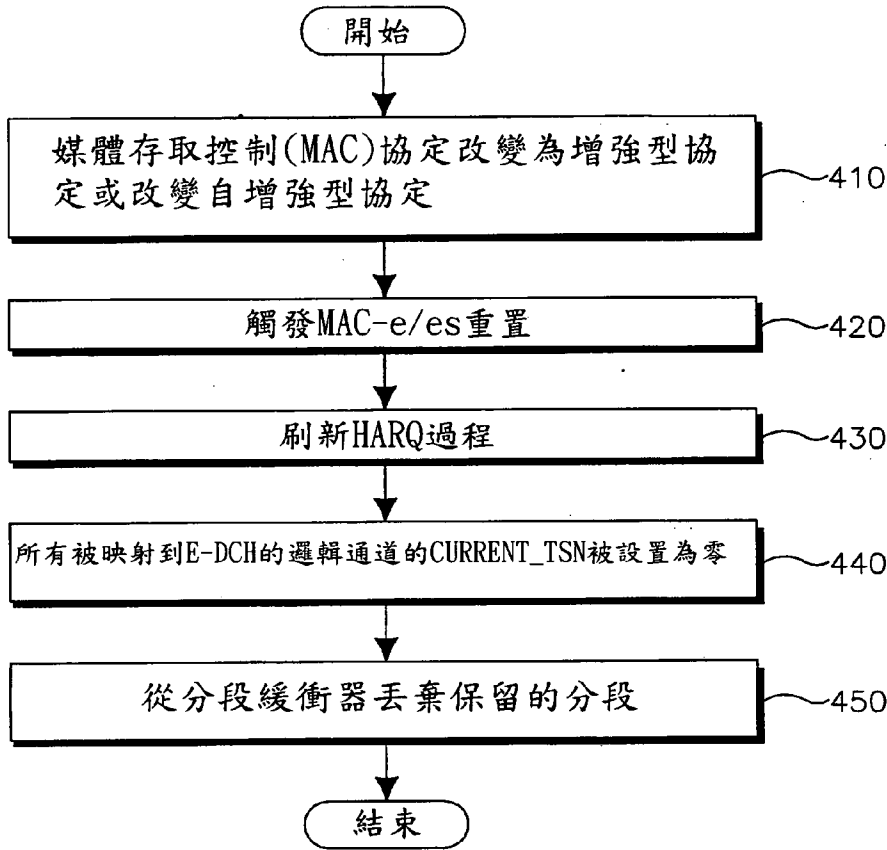 開始
媒體存取控制(MAC)協定改變為增強型協
定或改變自增強型協定
410
觸發MAC-e/es重置
420
刷新HARQ過程
430
所有被映射到E-DCH的邏輯通道的CURRENT_TSN被設置為零
440
從分段緩衝器丟棄保留的分段
450
結束